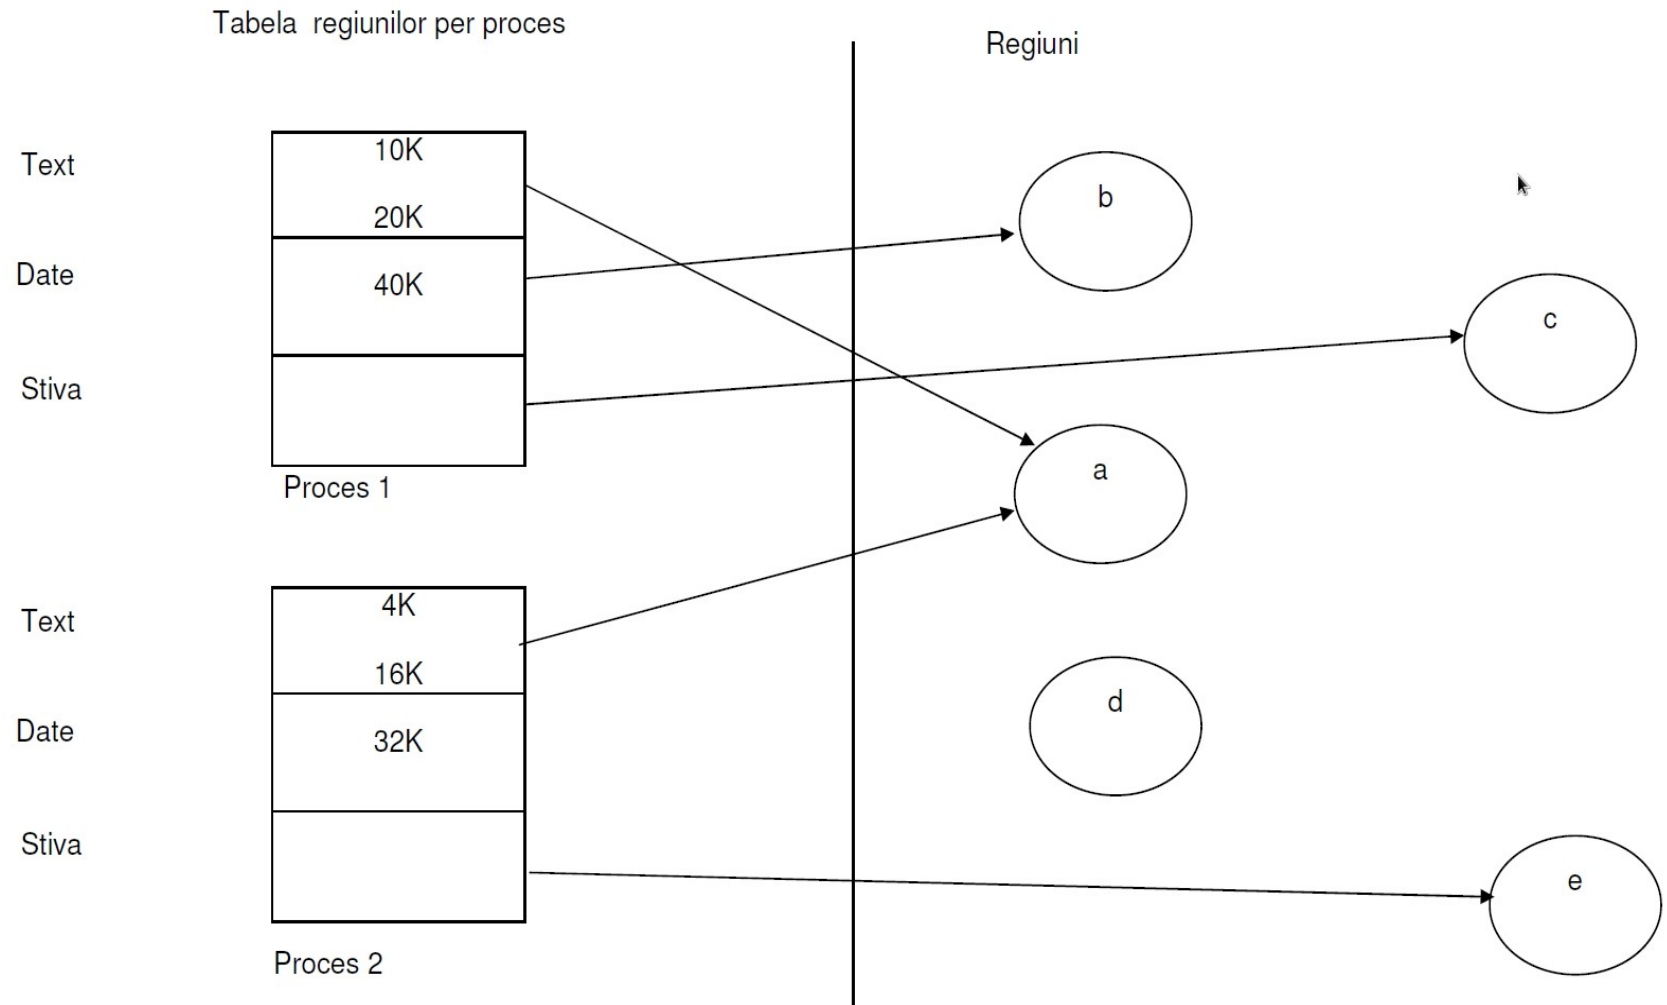 Tabela regiunilor per proces
Regiuni
Text
10K
20K
Date
40K
Stiva
Proces 1
b
c
a
Text
4K
16K
Date
32K
Stiva
Proces 2
d
e